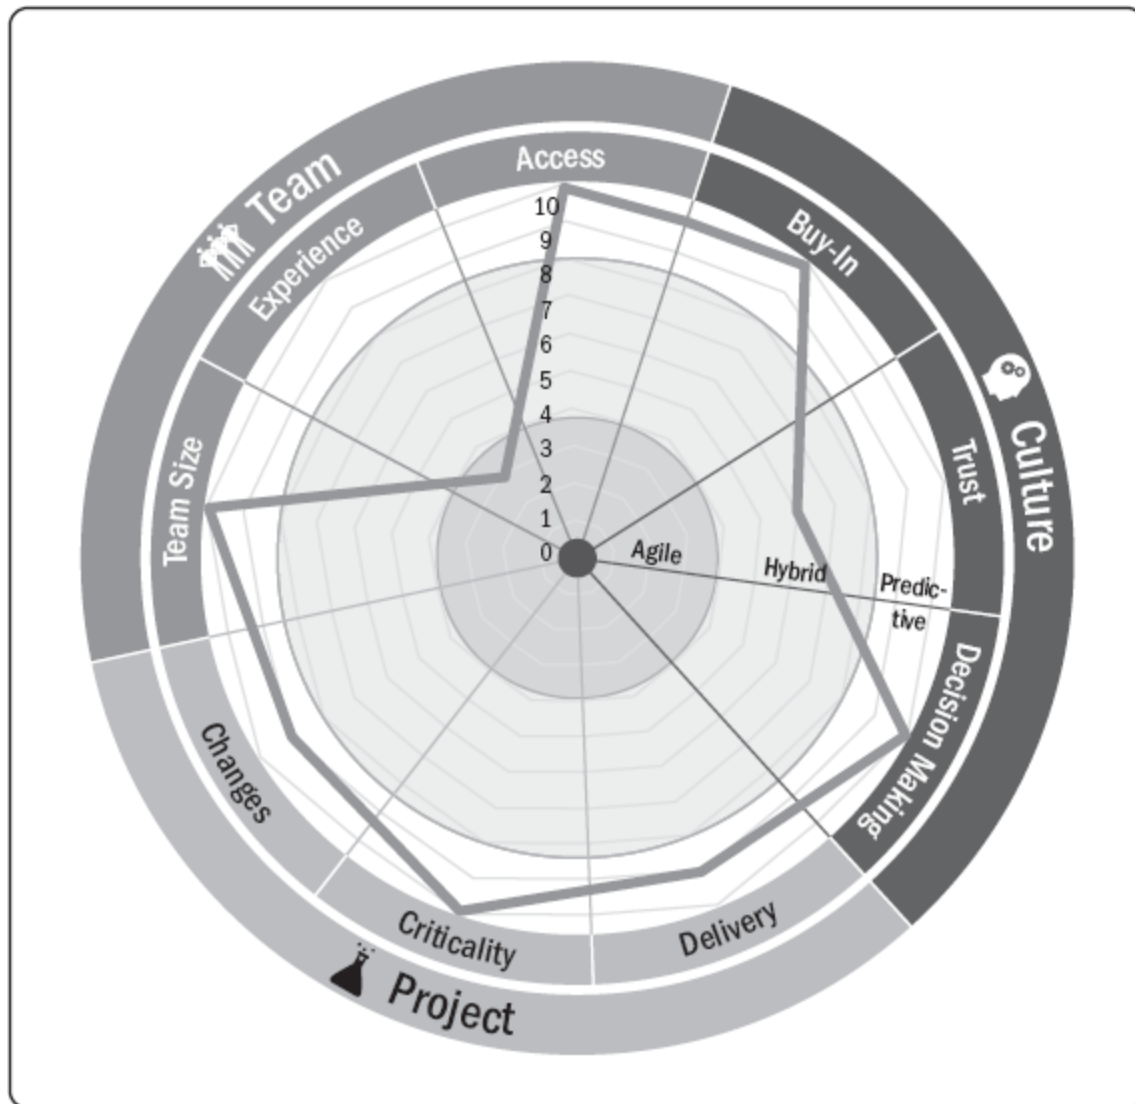 Team
Culture
Project
Access
Buy-In
Trust
Decision Making
Delivery
Criticality
Changes
Team Size
Experience
10
9
8
7
6
5
4
3
2
1
0
Agile
Hybrid
Predic-
tive